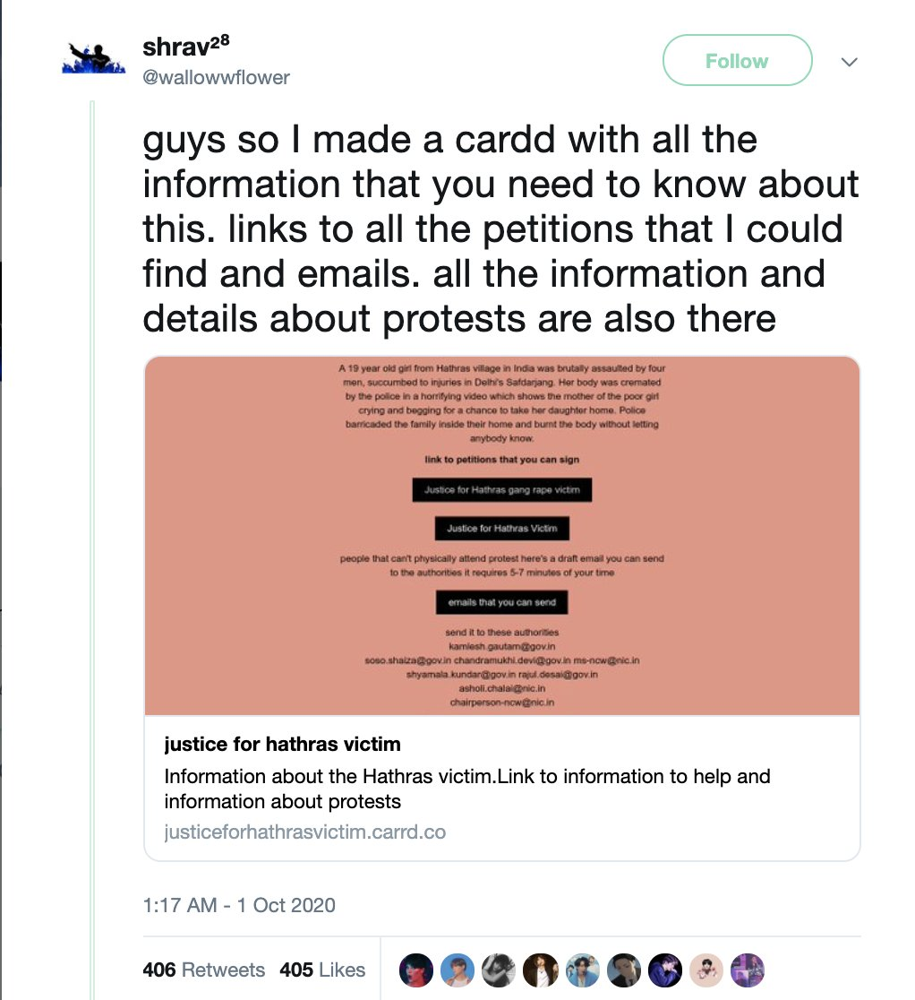 shrav²⁸
@wallowwflower
Follow
guys so I made a cardd with all the
information that you need to know about
this. links to all the petitions that I could
find and emails. all the information and
details about protests are also there
A 19 year old girl from Hathras village in India was brutally assaulted by four
men, succumbed to injuries in Delhi's Safdarjang. Her body was cremated
by the police in a horrifying video which shows the mother of the poor girl
crying and begging for a chance to take her daughter home. Police
barricaded the family inside their home and burnt the body without letting
anybody know.
link to petitions that you can sign
Justice for Hathras gang rape victim
Justice for Hathras Victim
people that can't physically attend protest here's a draft email you can send
to the authorities it requires 5-7 minutes of your time
emails that you can send
send it to these authorities
kamlesh.gautam@gov.in
soso.shaiza@gov.in chandramukhi.devi@gov.in ms-ncw@nic.in
shyamala.kundar@gov.in rajul.desai@gov.in
asholi.chalai@nic.in
chairperson-ncw@nic.in
justice for hathras victim
Information about the Hathras victim.Link to information to help and
information about protests
justiceforhathrasvictim.carrd.co
1:17 AM - 1 Oct 2020
406 Retweets 405 Likes